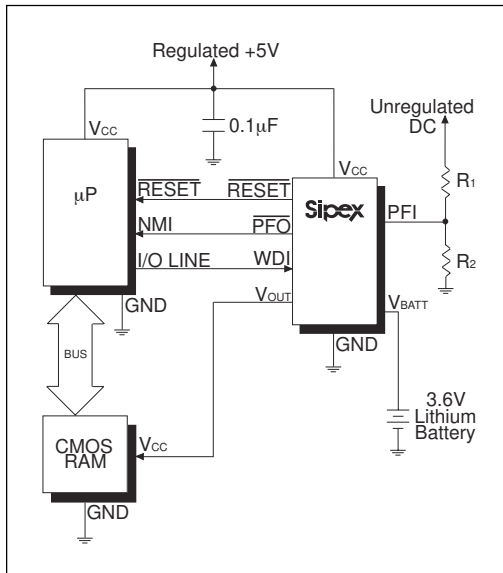 Regulated +5V
Unregulated
DC
VCC
0.1µF
VCC
R1
µP
RESET
RESET
Sipex
PFI
NMI
PFO
R2
I/O LINE
WDI
VOUT
VBATT
GND
GND
BUS
3.6V
Lithium
Battery
CMOS
RAM
VCC
GND